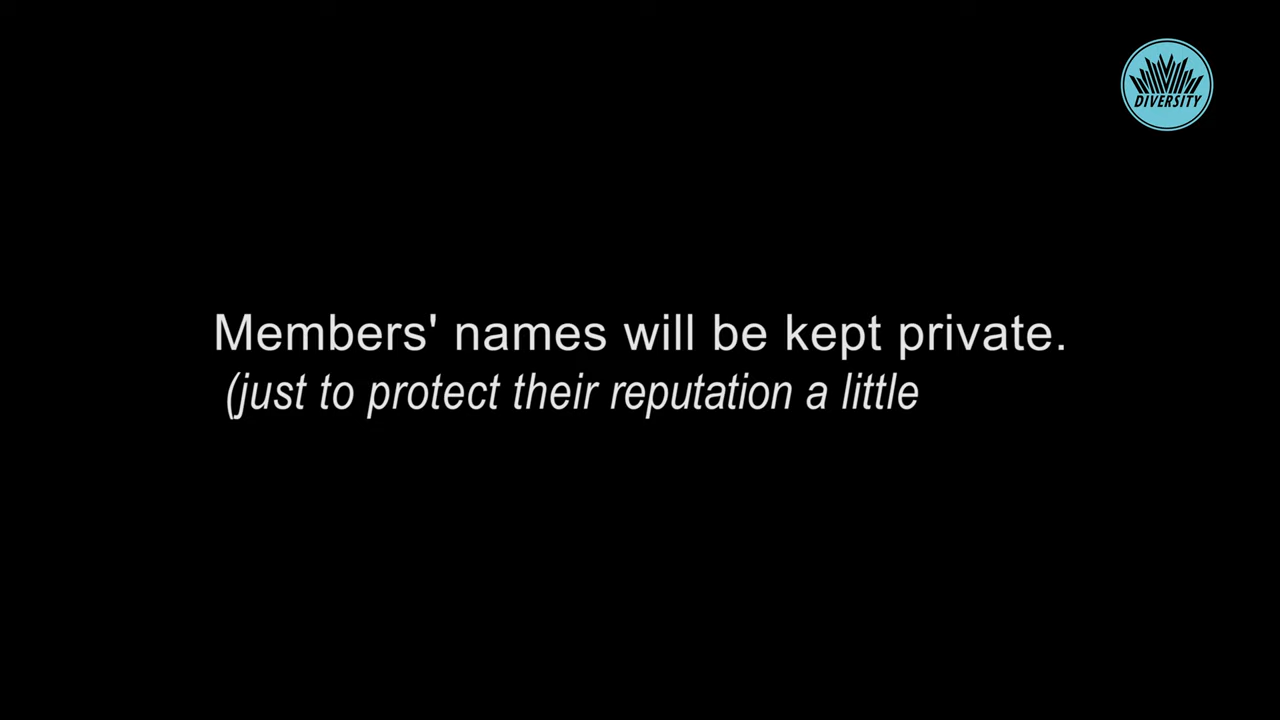 DIVERSITY
Members' names will be kept private.
(just to protect their reputation a little